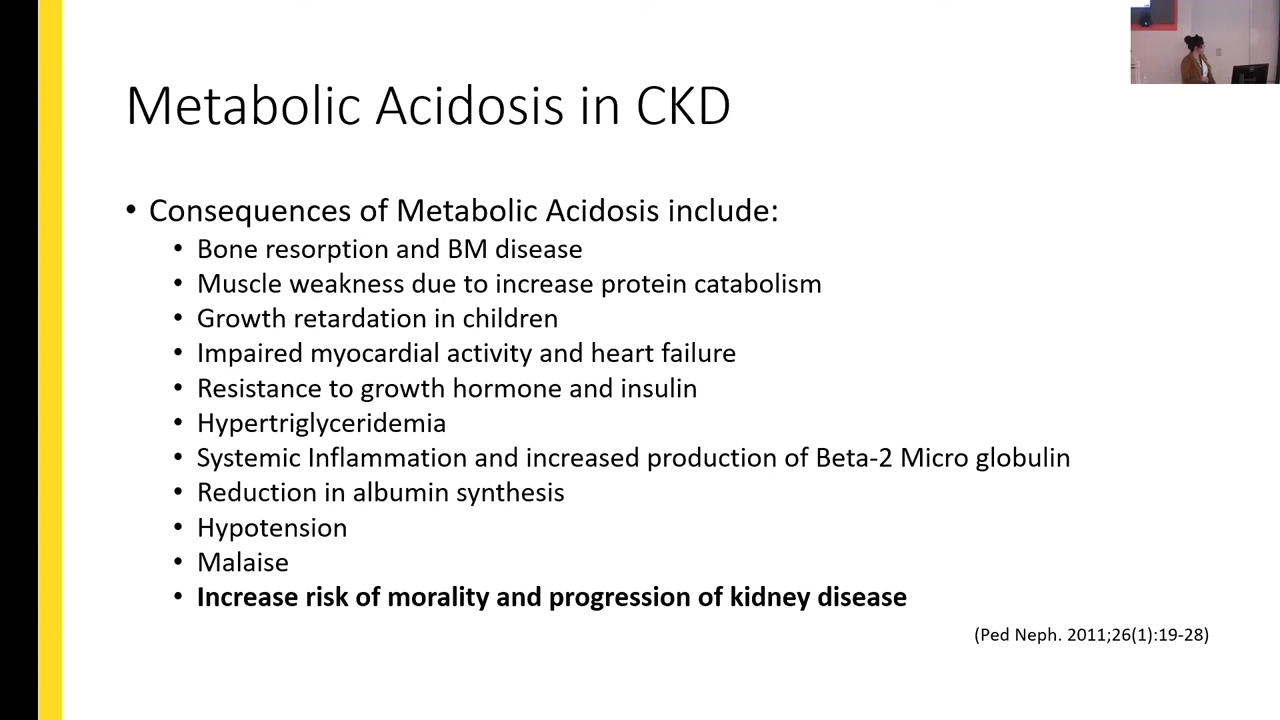 Metabolic Acidosis in CKD
• Consequences of Metabolic Acidosis include:
• Bone resorption and BM disease
• Muscle weakness due to increase protein catabolism
• Growth retardation in children
• Impaired myocardial activity and heart failure
• Resistance to growth hormone and insulin
• Hypertriglyceridemia
• Systemic Inflammation and increased production of Beta-2 Micro globulin
• Reduction in albumin synthesis
• Hypotension
• Malaise
• Increase risk of morality and progression of kidney disease
(Ped Neph. 2011;26(1):19-28)